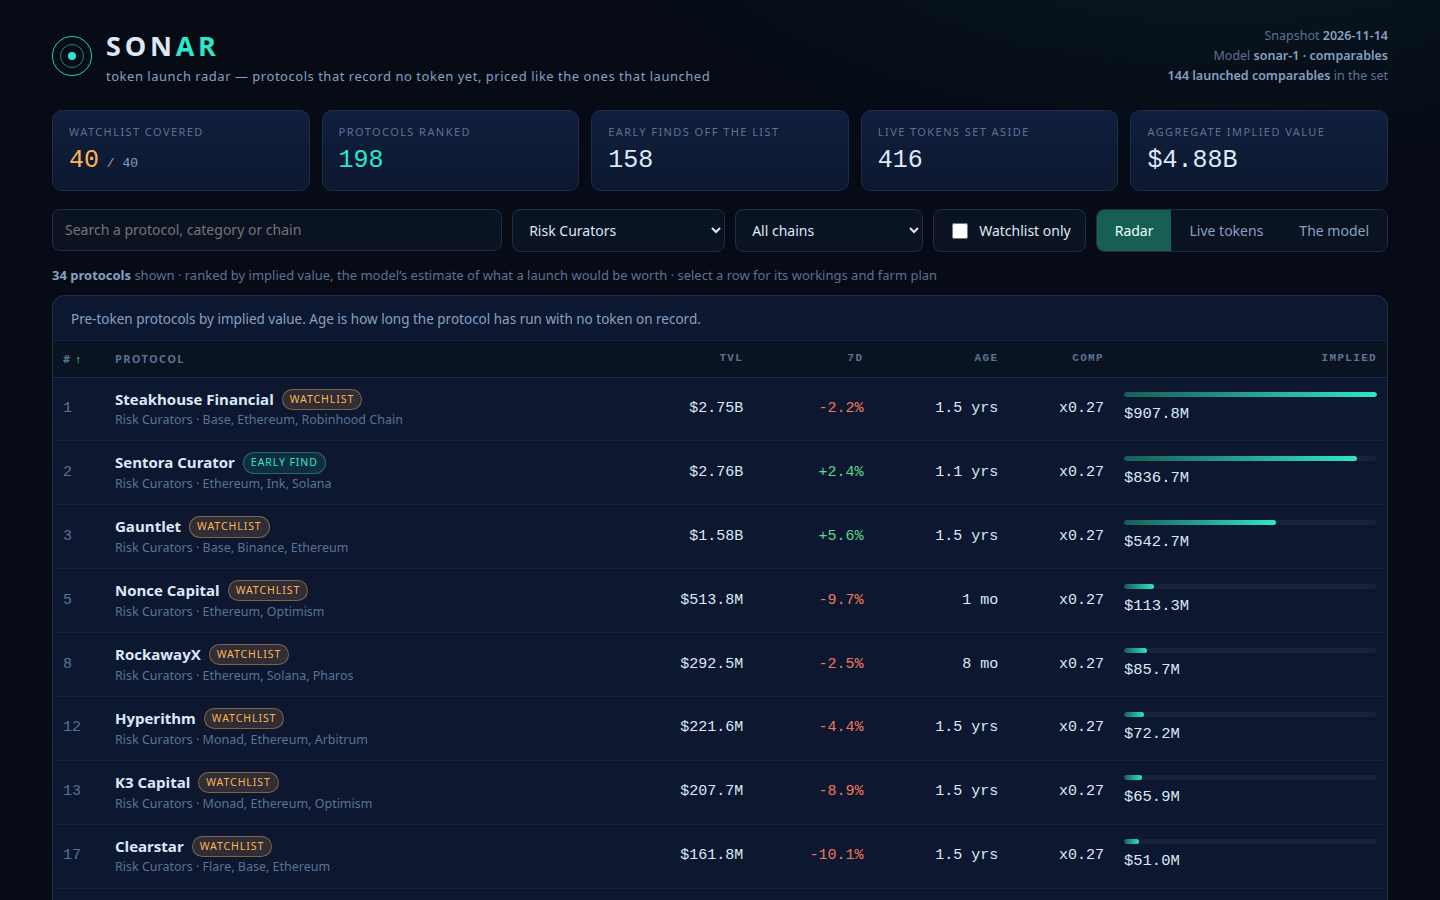 SONAR
token launch radar — protocols that record no token yet, priced like the ones that launched
Snapshot 2026-11-14
Model sonar-1 · comparables
144 launched comparables in the set
WATCHLIST COVERED
40 / 40
PROTOCOLS RANKED
198
EARLY FINDS OFF THE LIST
158
LIVE TOKENS SET ASIDE
416
AGGREGATE IMPLIED VALUE
$4.88B
Search a protocol, category or chain
Risk Curators
All chains
Watchlist only
Radar
Live tokens
The model
34 protocols shown · ranked by implied value, the model's estimate of what a launch would be worth · select a row for its workings and farm plan
Pre-token protocols by implied value. Age is how long the protocol has run with no token on record.
# ↑ PROTOCOL TVL 7D AGE COMP IMPLIED
1 Steakhouse Financial WATCHLIST $2.75B -2.2% 1.5 yrs x0.27 $907.8M
Risk Curators · Base, Ethereum, Robinhood Chain
2 Sentora Curator EARLY FIND $2.76B +2.4% 1.1 yrs x0.27 $836.7M
Risk Curators · Ethereum, Ink, Solana
3 Gauntlet WATCHLIST $1.58B +5.6% 1.5 yrs x0.27 $542.7M
Risk Curators · Base, Binance, Ethereum
5 Nonce Capital WATCHLIST $513.8M -9.7% 1 mo x0.27 $113.3M
Risk Curators · Ethereum, Optimism
8 RockawayX WATCHLIST $292.5M -2.5% 8 mo x0.27 $85.7M
Risk Curators · Ethereum, Solana, Pharos
12 Hyperithm WATCHLIST $221.6M -4.4% 1.5 yrs x0.27 $72.2M
Risk Curators · Monad, Ethereum, Arbitrum
13 K3 Capital WATCHLIST $207.7M -8.9% 1.5 yrs x0.27 $65.9M
Risk Curators · Monad, Ethereum, Optimism
17 Clearstar WATCHLIST $161.8M -10.1% 1.5 yrs x0.27 $51.0M
Risk Curators · Flare, Base, Ethereum